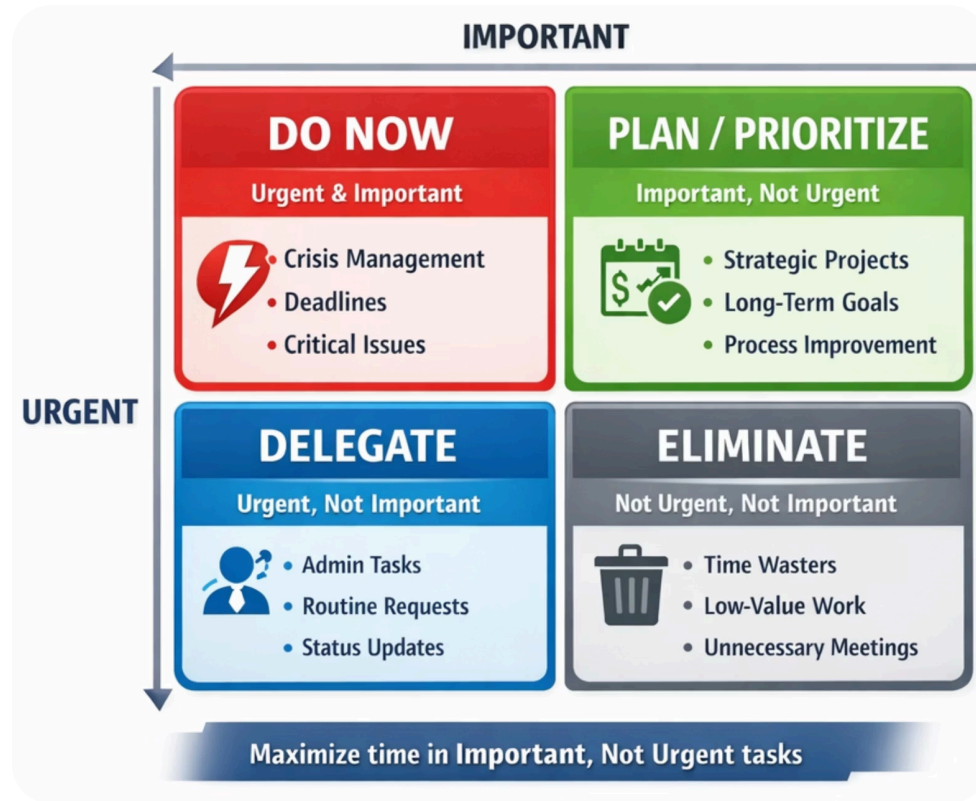 IMPORTANT
DO NOW
Urgent & Important
• Crisis Management
• Deadlines
• Critical Issues
PLAN / PRIORITIZE
Important, Not Urgent
$
• Strategic Projects
• Long-Term Goals
• Process Improvement
URGENT
DELEGATE
Urgent, Not Important
• Admin Tasks
• Routine Requests
• Status Updates
ELIMINATE
Not Urgent, Not Important
• Time Wasters
• Low-Value Work
• Unnecessary Meetings
Maximize time in Important, Not Urgent tasks